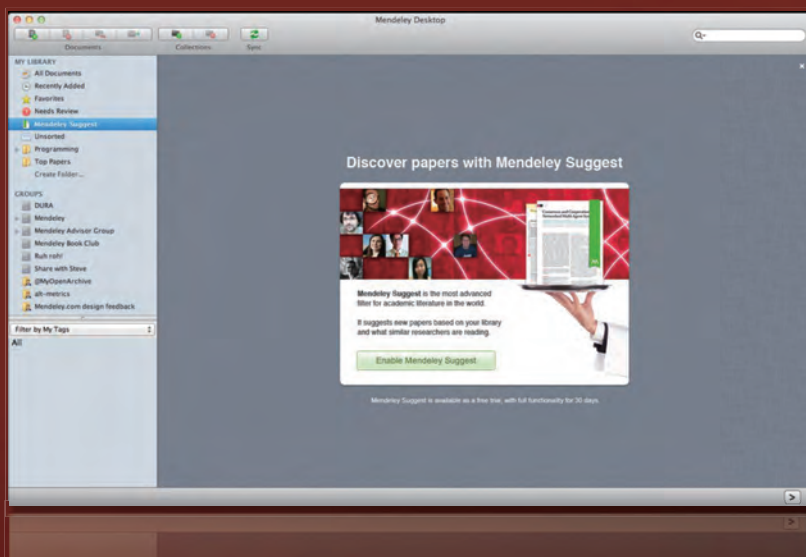 Mendeley Desktop
Documents
Collections
Sync
MY LIBRARY
All Documents
Recently Added
Favorites
Needs Review
Mendeley Suggest
Unsorted
Programming
Top Papers
Create Folder...
GROUPS
DURA
Mendeley
Mendeley Advisor Group
Mendeley Book Club
Ruh roh!
Share with Steve
@MyOpenArchive
alt-metrics
Mendeley.com design feedback
Filter by My Tags
All
Discover papers with Mendeley Suggest
Mendeley Suggest is the most advanced
filter for academic literature in the world.
It suggests new papers based on your library
and what similar researchers are reading.
Enable Mendeley Suggest
Mendeley Suggest is available as a free trial, with full functionality for 30 days.